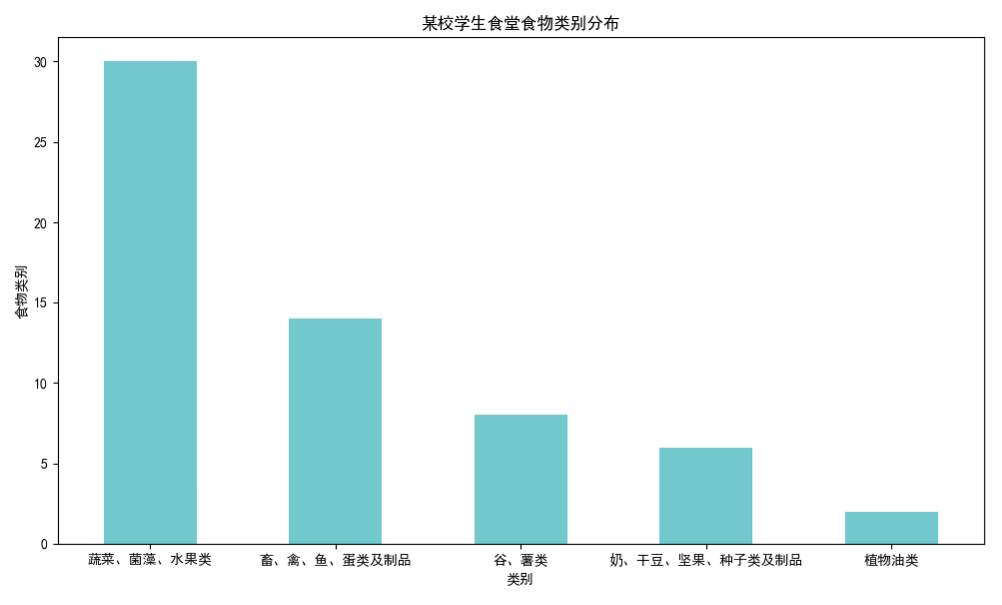 某校学生食堂食物类别分布
食物类别
30
25
20
15
10
5
0
蔬菜、菌藻、水果类
畜、禽、鱼、蛋类及制品
谷、薯类
奶、干豆、坚果、种子类及制品
植物油类
类别